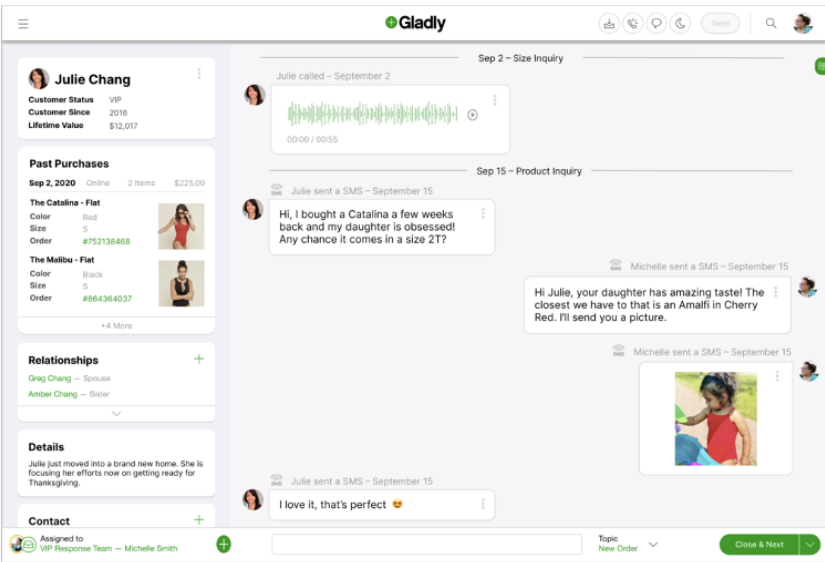 Gladly
Next
Julie Chang
Customer Status VIP
Customer Since 2016
Lifetime Value $12,017
Past Purchases
Sep 2, 2020 Online 2 Items $225.00
The Catalina - Flat
Color Red
Size S
Order #752138468
The Malibu - Flat
Color Black
Size S
Order #864364037
+4 More
Relationships
Greg Chang — Spouse
Amber Chang — Sister
Details
Julie just moved into a brand new home. She is
focusing her efforts now on getting ready for
Thanksgiving.
Contact
Sep 2 – Size Inquiry
Julie called – September 2
00:00 / 00:55
Sep 15 – Product Inquiry
SMS
Julie sent a SMS – September 15
Hi, I bought a Catalina a few weeks
back and my daughter is obsessed!
Any chance it comes in a size 2T?
SMS
Michelle sent a SMS – September 15
Hi Julie, your daughter has amazing taste! The
closest we have to that is an Amalfi in Cherry
Red. I'll send you a picture.
SMS
Michelle sent a SMS – September 15
SMS
Julie sent a SMS – September 15
I love it, that's perfect 😍
Assigned to
VIP Response Team — Michelle Smith
Topic
New Order
Close & Next